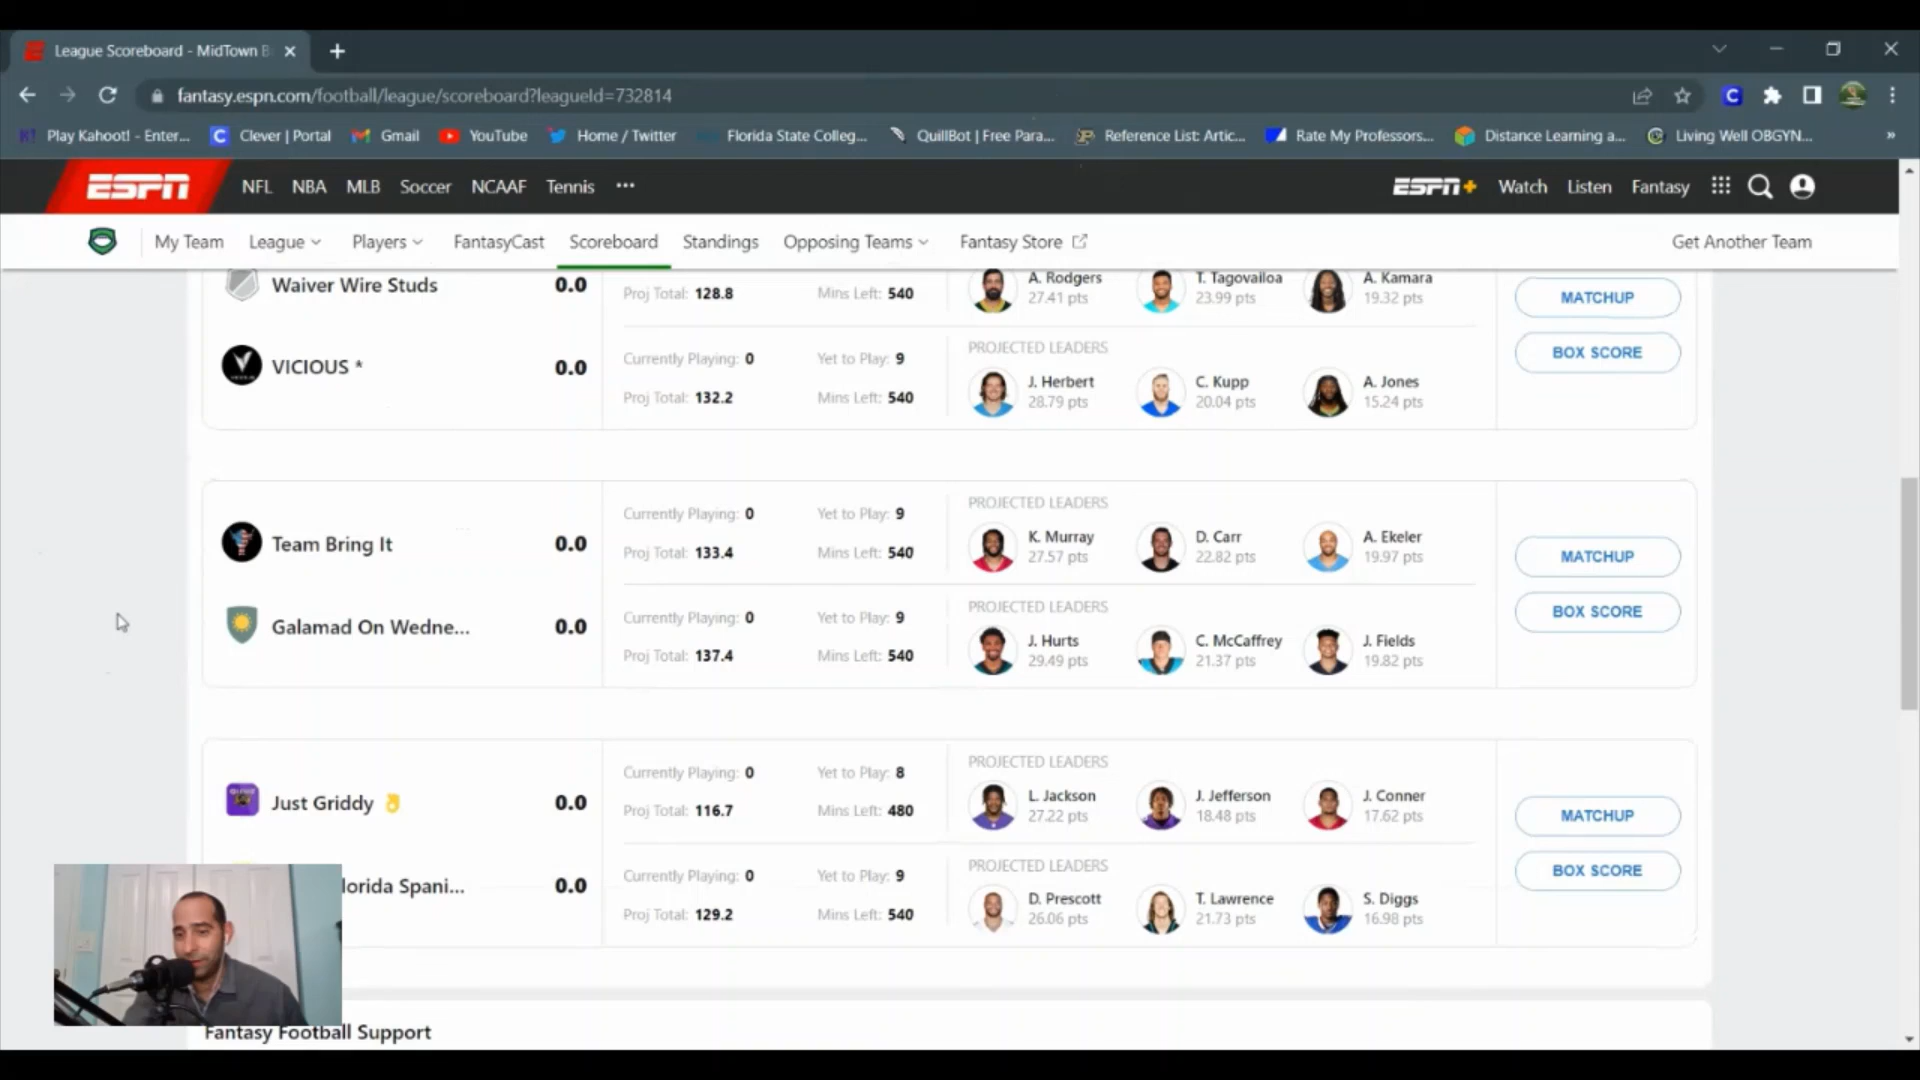 League Scoreboard - MidTown B
fantasy.espn.com/football/league/scoreboard?leagueId=732814
Play Kahoot! - Enter... Clever | Portal Gmail YouTube Home / Twitter Florida State Colleg... QuillBot | Free Para... Reference List: Artic... Rate My Professors... Distance Learning a... Living Well OBGYN... »
ESPN NFL NBA MLB Soccer NCAAF Tennis ••• ESPN+ Watch Listen Fantasy
My Team League Players FantasyCast Scoreboard Standings Opposing Teams Fantasy Store Get Another Team
Waiver Wire Studs 0.0
Proj Total: 128.8 Mins Left: 540
A. Rodgers T. Tagovailoa A. Kamara
27.41 pts 23.99 pts 19.32 pts
MATCHUP
BOX SCORE
VICIOUS * 0.0
Currently Playing: 0 Yet to Play: 9
Proj Total: 132.2 Mins Left: 540
PROJECTED LEADERS
J. Herbert C. Kupp A. Jones
28.79 pts 20.04 pts 15.24 pts
Team Bring It 0.0
Currently Playing: 0 Yet to Play: 9
Proj Total: 133.4 Mins Left: 540
PROJECTED LEADERS
K. Murray D. Carr A. Ekeler
27.57 pts 22.82 pts 19.97 pts
MATCHUP
BOX SCORE
Galamad On Wedne... 0.0
Currently Playing: 0 Yet to Play: 9
Proj Total: 137.4 Mins Left: 540
PROJECTED LEADERS
J. Hurts C. McCaffrey J. Fields
29.49 pts 21.37 pts 19.82 pts
Just Griddy 0.0
Currently Playing: 0 Yet to Play: 8
Proj Total: 116.7 Mins Left: 480
PROJECTED LEADERS
L. Jackson J. Jefferson J. Conner
27.22 pts 18.48 pts 17.62 pts
MATCHUP
BOX SCORE
lorida Spani... 0.0
Currently Playing: 0 Yet to Play: 9
Proj Total: 129.2 Mins Left: 540
PROJECTED LEADERS
D. Prescott T. Lawrence S. Diggs
26.06 pts 21.73 pts 16.98 pts
Fantasy Football Support